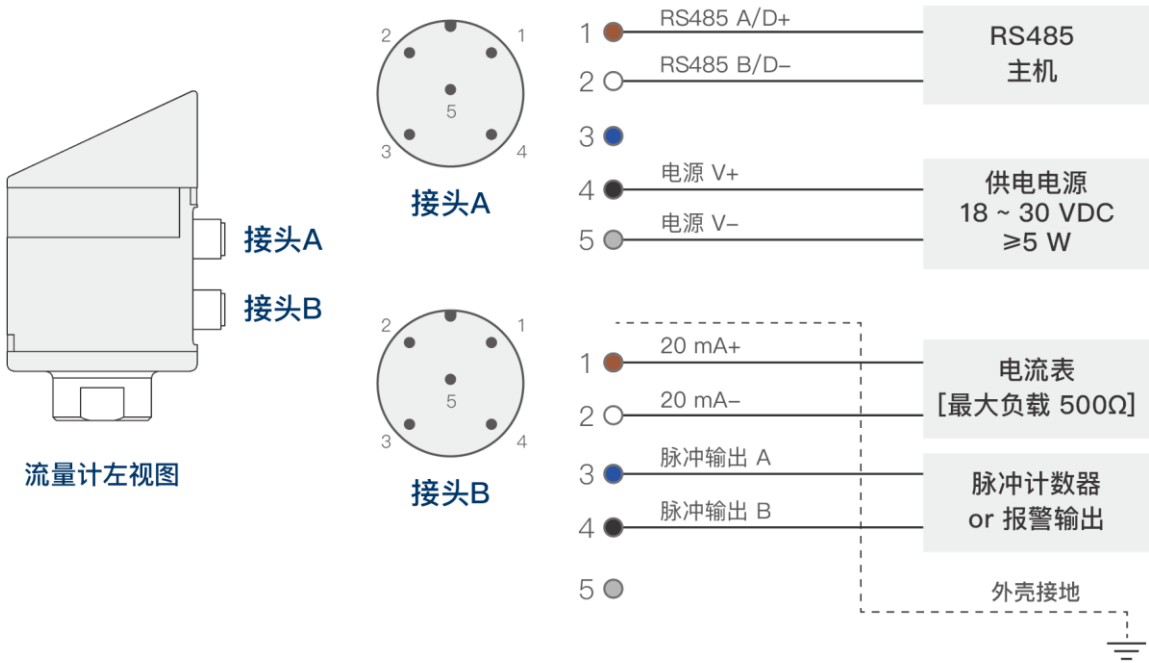 接头A
接头B
流量计左视图
2
1
5
3
4
接头A
2
1
5
3
4
接头B
1
RS485 A/D+
2
RS485 B/D−
3
4
电源 V+
5
电源 V−
RS485
主机
供电电源
18 ~ 30 VDC
≥5 W
1
20 mA+
2
20 mA−
3
脉冲输出 A
4
脉冲输出 B
5
电流表
[最大负载 500Ω]
脉冲计数器
or 报警输出
外壳接地